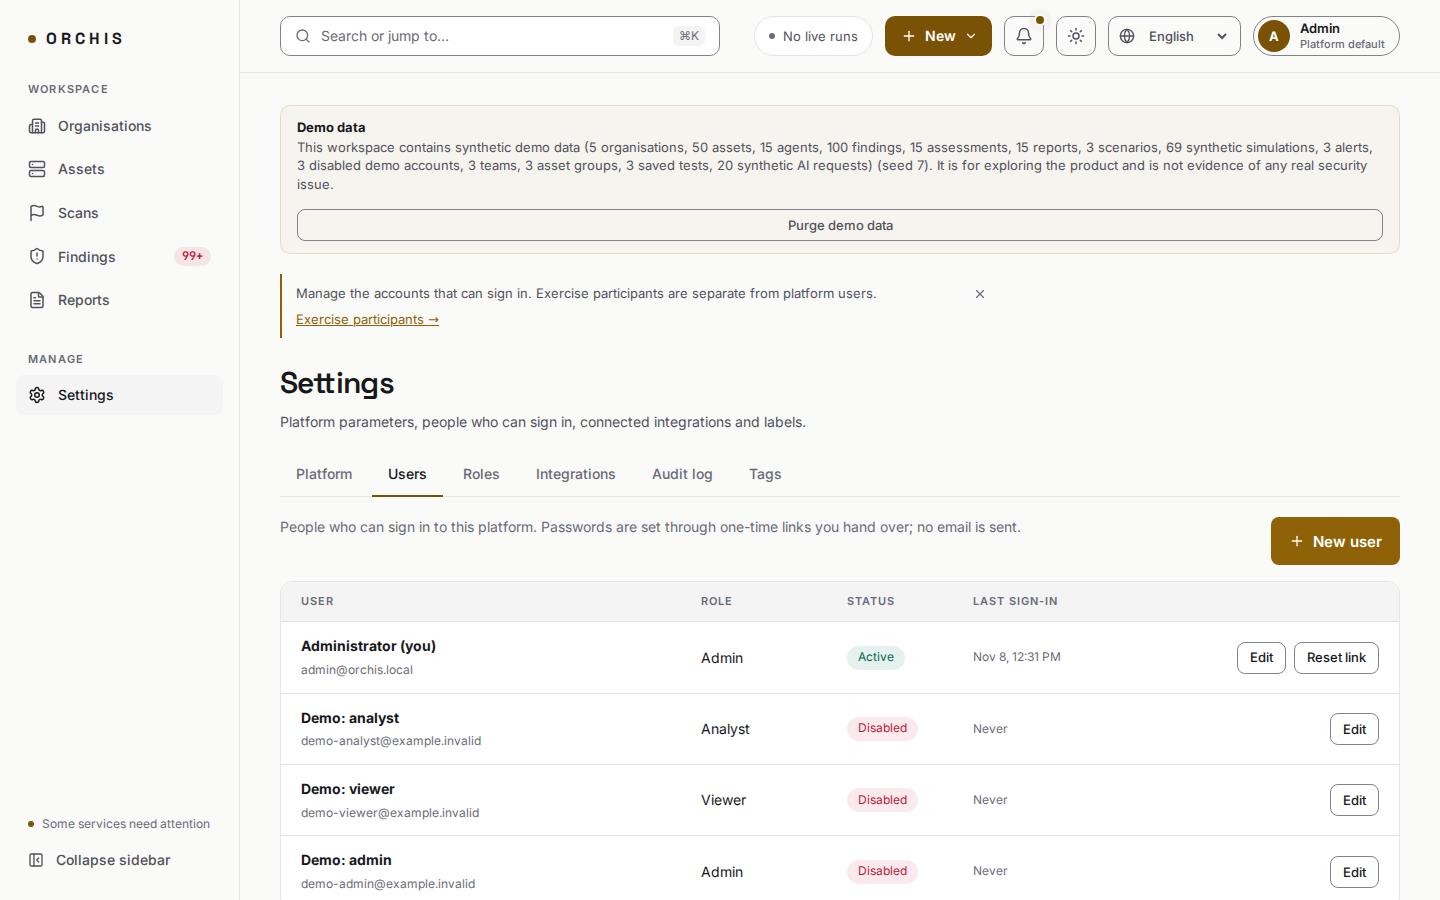 ORCHIS
Search or jump to...
⌘K
No live runs
New
English
A
Admin
Platform default
WORKSPACE
Organisations
Assets
Scans
Findings
99+
Reports
MANAGE
Settings
Some services need attention
Collapse sidebar
Demo data
This workspace contains synthetic demo data (5 organisations, 50 assets, 15 agents, 100 findings, 15 assessments, 15 reports, 3 scenarios, 69 synthetic simulations, 3 alerts,
3 disabled demo accounts, 3 teams, 3 asset groups, 3 saved tests, 20 synthetic AI requests) (seed 7). It is for exploring the product and is not evidence of any real security
issue.
Purge demo data
Manage the accounts that can sign in. Exercise participants are separate from platform users.
Exercise participants →
Settings
Platform parameters, people who can sign in, connected integrations and labels.
Platform
Users
Roles
Integrations
Audit log
Tags
People who can sign in to this platform. Passwords are set through one-time links you hand over; no email is sent.
New user
USER
ROLE
STATUS
LAST SIGN-IN
Administrator (you)
admin@orchis.local
Admin
Active
Nov 8, 12:31 PM
Edit
Reset link
Demo: analyst
demo-analyst@example.invalid
Analyst
Disabled
Never
Edit
Demo: viewer
demo-viewer@example.invalid
Viewer
Disabled
Never
Edit
Demo: admin
demo-admin@example.invalid
Admin
Disabled
Never
Edit